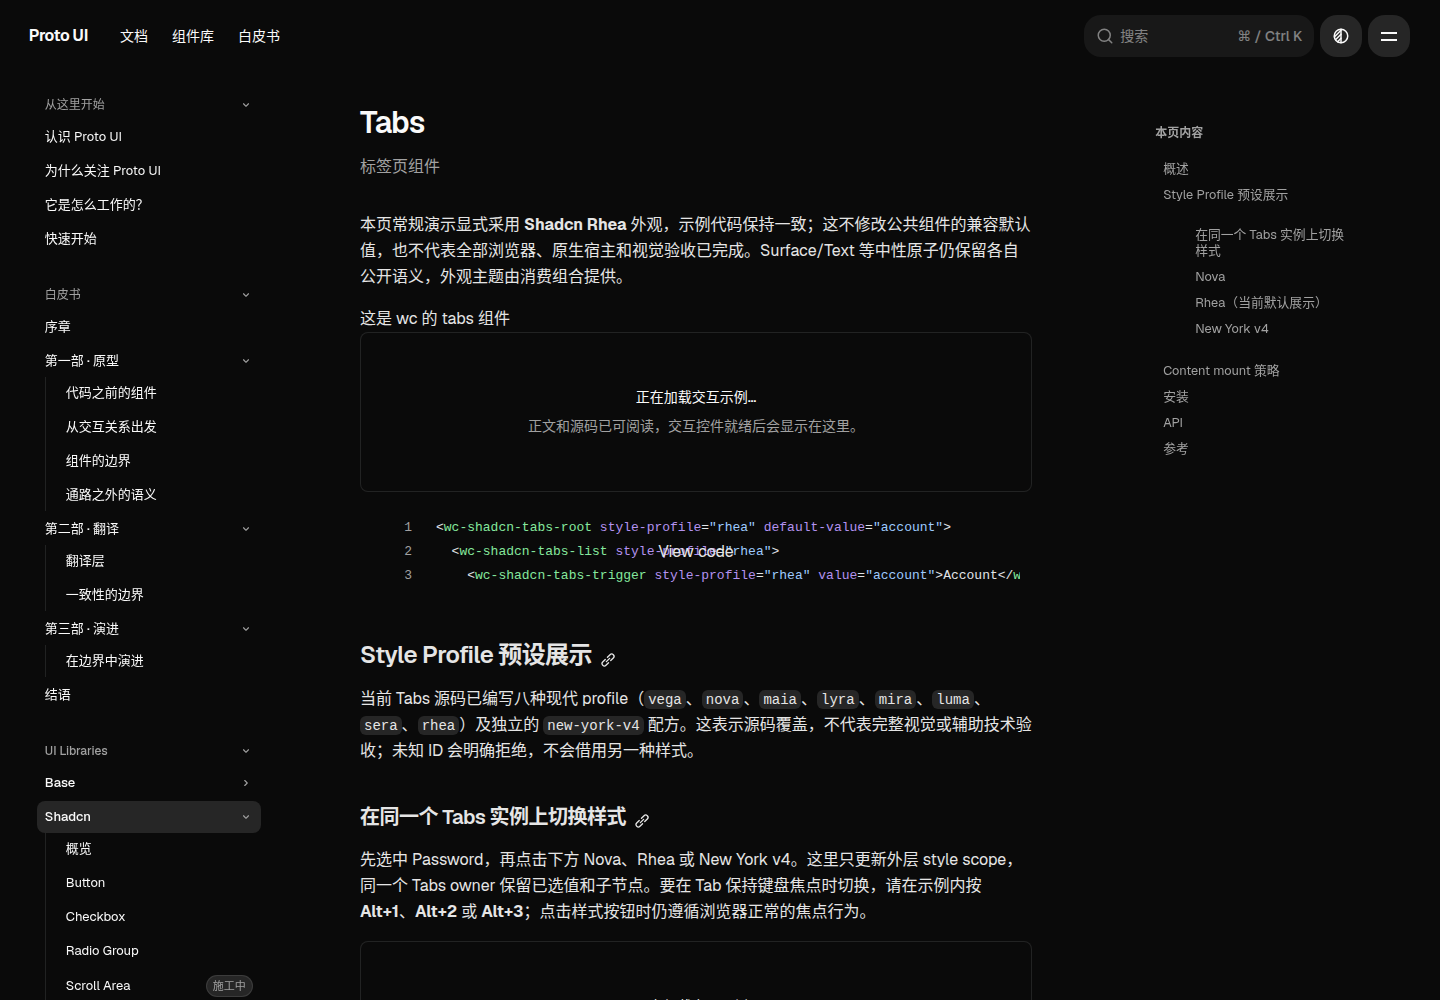 Proto UI 文档 组件库 白皮书 搜索 ⌘ / Ctrl K
从这里开始
认识 Proto UI
为什么关注 Proto UI
它是怎么工作的？
快速开始
白皮书
序章
第一部 · 原型
代码之前的组件
从交互关系出发
组件的边界
通路之外的语义
第二部 · 翻译
翻译层
一致性的边界
第三部 · 演进
在边界中演进
结语
UI Libraries
Base
Shadcn
概览
Button
Checkbox
Radio Group
Scroll Area 施工中
Tabs
标签页组件
本页常规演示显式采用 Shadcn Rhea 外观，示例代码保持一致；这不修改公共组件的兼容默认
值，也不代表全部浏览器、原生宿主和视觉验收已完成。Surface/Text 等中性原子仍保留各自
公开语义，外观主题由消费组合提供。
这是 wc 的 tabs 组件
正在加载交互示例…
正文和源码已可阅读，交互控件就绪后会显示在这里。
1 <wc-shadcn-tabs-root style-profile="rhea" default-value="account">
2 <wc-shadcn-tabs-list style-profile="rhea">
View code
3 <wc-shadcn-tabs-trigger style-profile="rhea" value="account">Account</w
Style Profile 预设展示
当前 Tabs 源码已编写八种现代 profile（vega、nova、maia、lyra、mira、luma、
sera、rhea）及独立的 new-york-v4 配方。这表示源码覆盖，不代表完整视觉或辅助技术验
收；未知 ID 会明确拒绝，不会借用另一种样式。
在同一个 Tabs 实例上切换样式
先选中 Password，再点击下方 Nova、Rhea 或 New York v4。这里只更新外层 style scope，
同一个 Tabs owner 保留已选值和子节点。要在 Tab 保持键盘焦点时切换，请在示例内按
Alt+1、Alt+2 或 Alt+3；点击样式按钮时仍遵循浏览器正常的焦点行为。
本页内容
概述
Style Profile 预设展示
在同一个 Tabs 实例上切换
样式
Nova
Rhea（当前默认展示）
New York v4
Content mount 策略
安装
API
参考